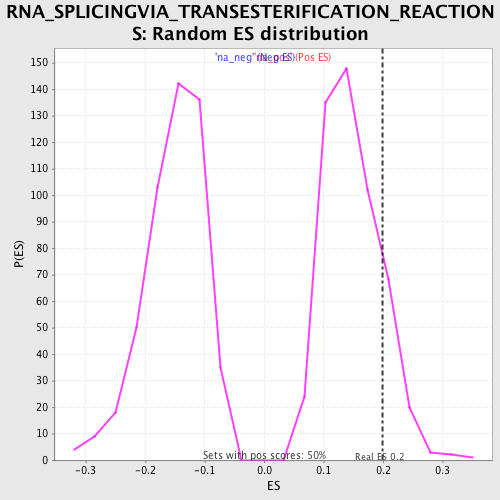 RNA_SPLICINGVIA_TRANSESTERIFICATION_REACTION
S: Random ES distribution
'na_neg' (Neg ES) 'na_pos' (Pos ES)
P(ES)
150
140
130
120
110
100
90
80
70
60
50
40
30
20
10
0
Sets with pos scores: 50%
Real ES 0.2
-0.3 -0.2 -0.1 0.0 0.1 0.2 0.3
ES